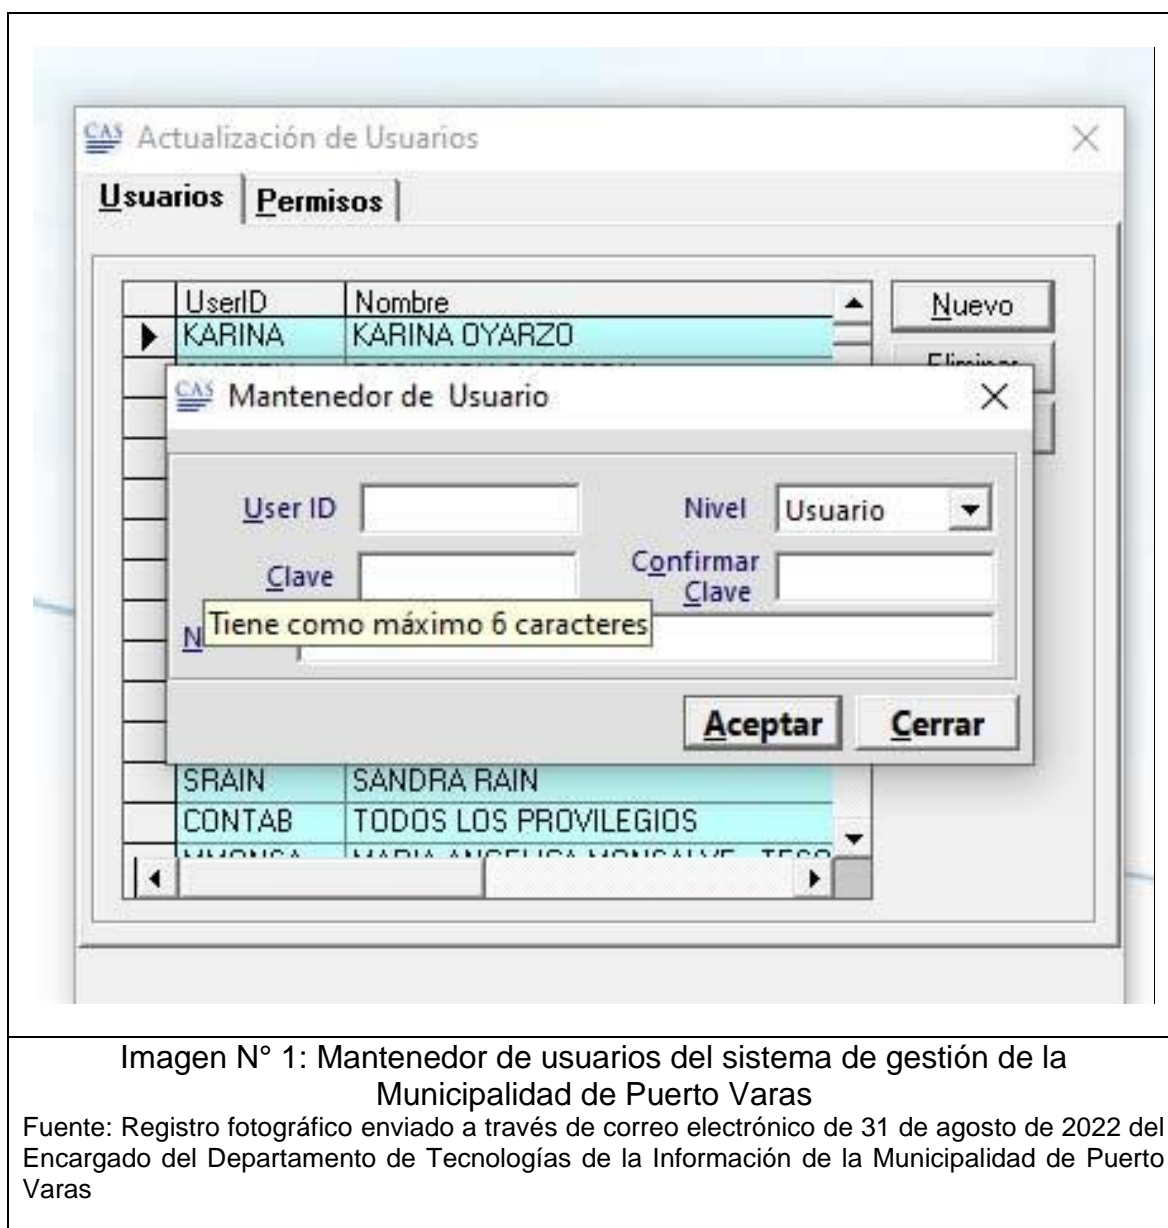 CAS Actualización de Usuarios
Usuarios Permisos
UserID Nombre
KARINA KARINA OYARZO
Nuevo
Eliminar
CAS Mantenedor de Usuario
User ID Nivel Usuario
Clave Confirmar Clave
Tiene como máximo 6 caracteres
N
Aceptar Cerrar
SRAIN SANDRA RAIN
CONTAB TODOS LOS PROVILEGIOS
Imagen N° 1: Mantenedor de usuarios del sistema de gestión de la
Municipalidad de Puerto Varas
Fuente: Registro fotográfico enviado a través de correo electrónico de 31 de agosto de 2022 del
Encargado del Departamento de Tecnologías de la Información de la Municipalidad de Puerto
Varas